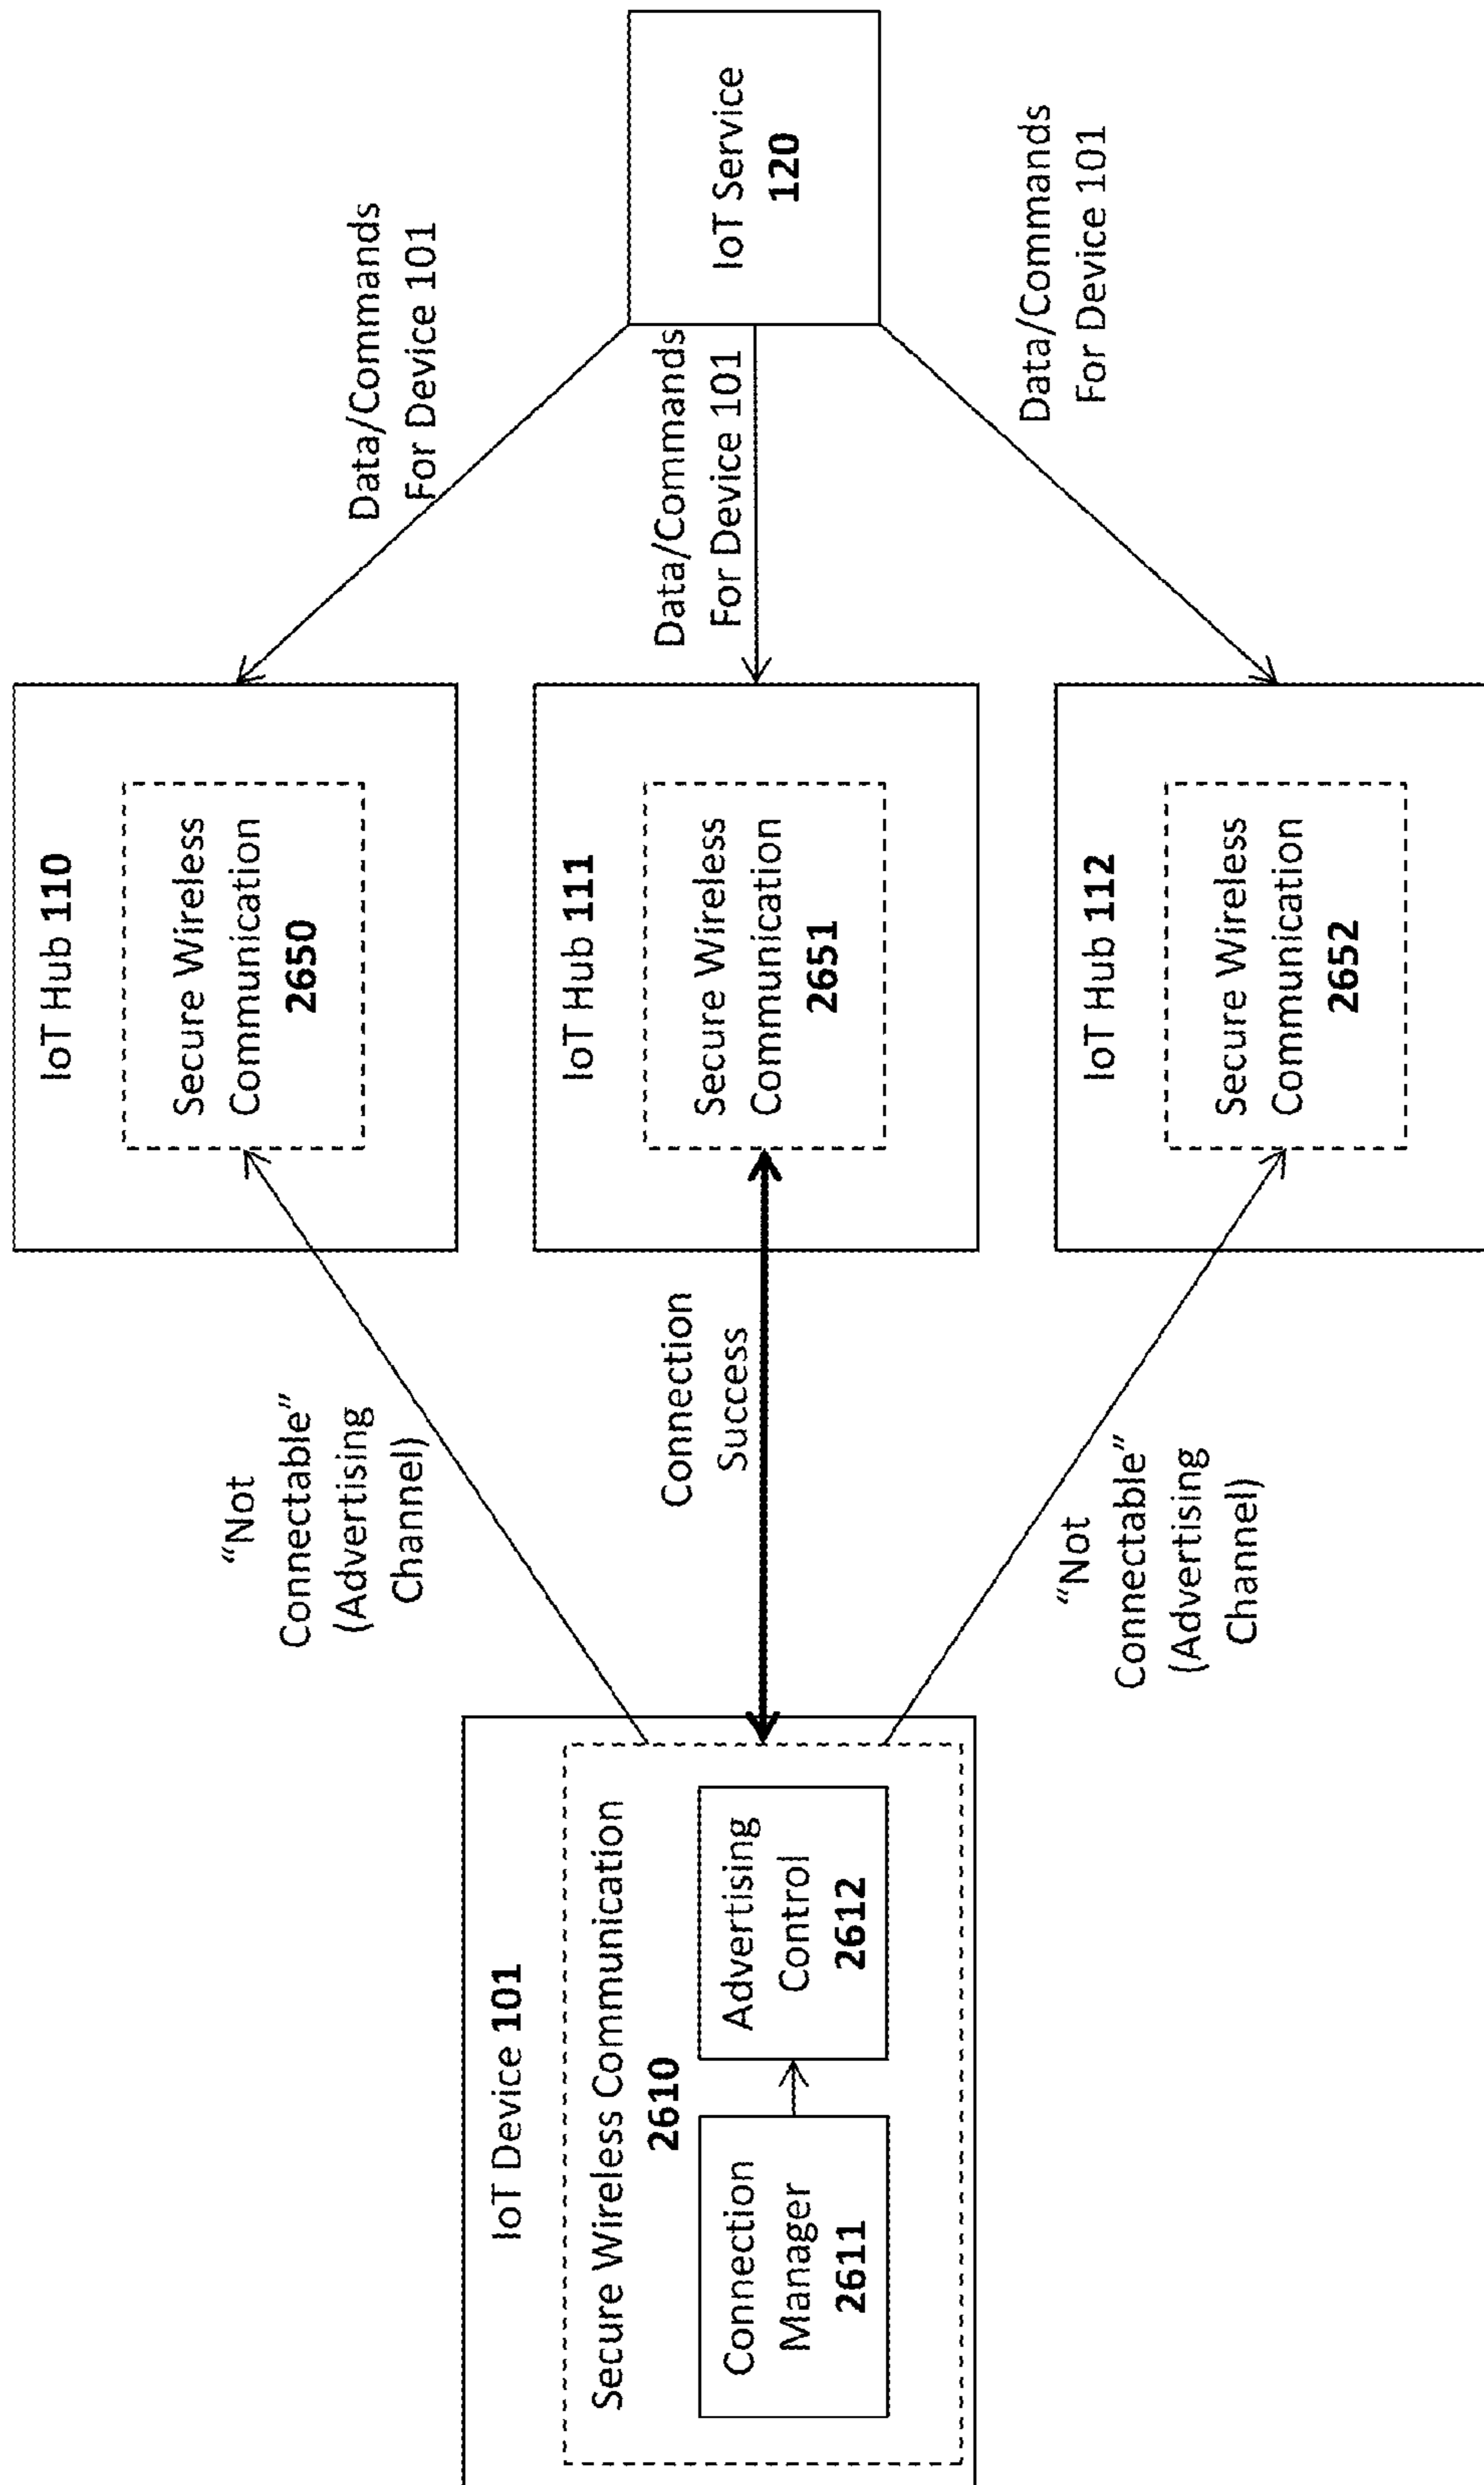 IoT Device 101
Secure Wireless Communication
2610
Connection
Manager
2611
Advertising
Control
2612
“Not
Connectable”
(Advertising
Channel)
Connection
Success
“Not
Connectable”
(Advertising
Channel)
IoT Hub 110
Secure Wireless
Communication
2650
IoT Hub 111
Secure Wireless
Communication
2651
IoT Hub 112
Secure Wireless
Communication
2652
Data/Commands
For Device 101
Data/Commands
For Device 101
Data/Commands
For Device 101
IoT Service
120